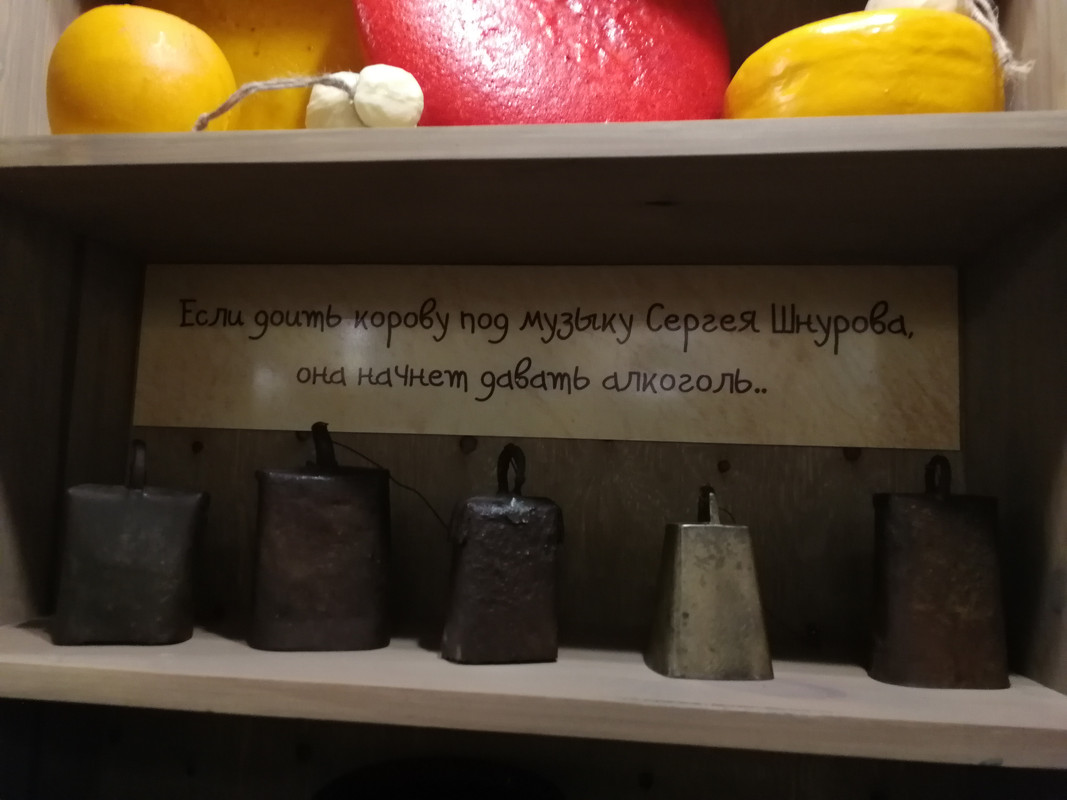 Если доить корову под музыку Сергея Шнурова,
она начнет давать алкоголь..